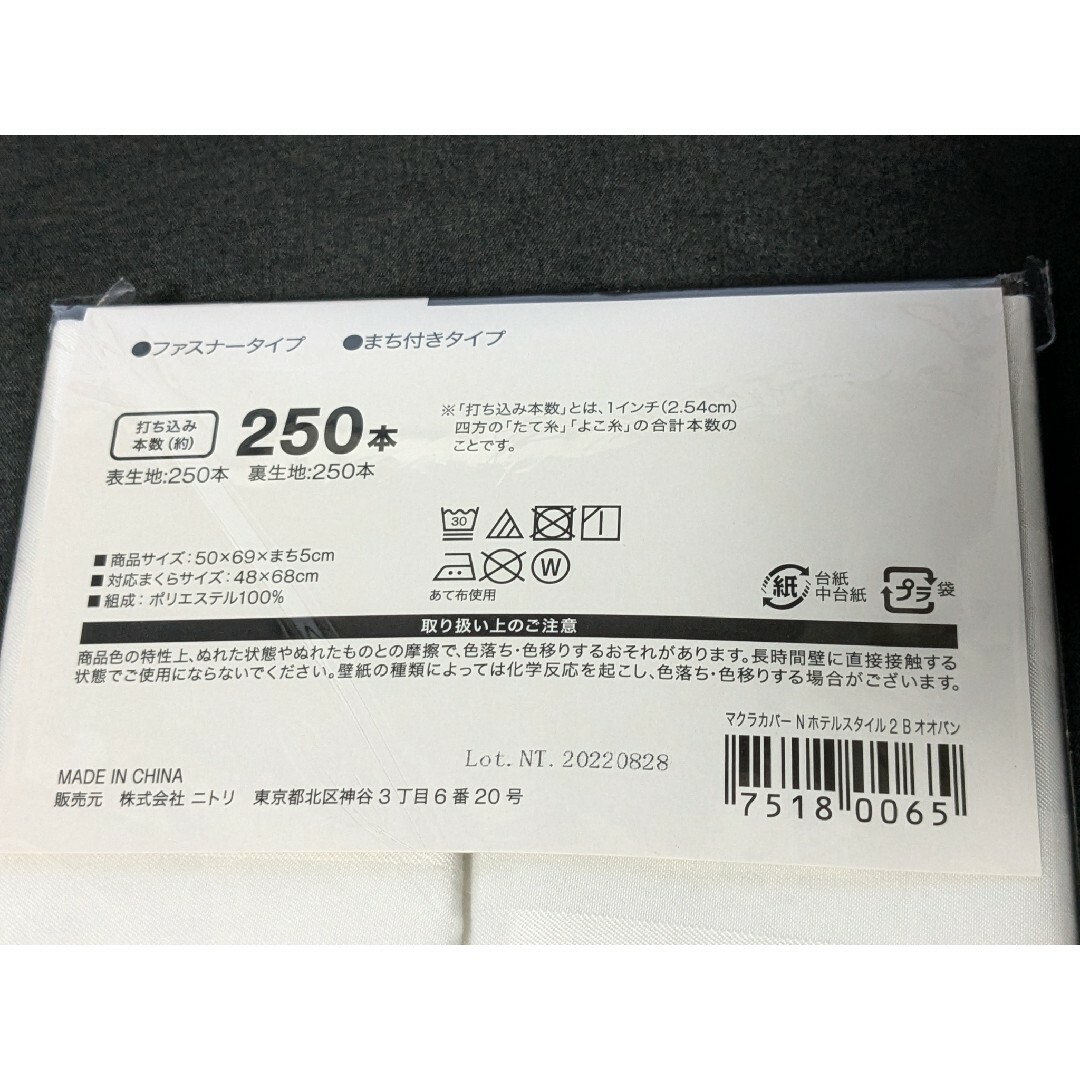 ●ファスナータイプ ●まち付きタイプ
打ち込み
本数(約)
250本
表生地:250本 裏生地:250本
※「打ち込み本数」とは、1インチ(2.54cm)
四方の「たて糸」「よこ糸」の合計本数の
ことです。
30
W
あて布使用
■商品サイズ:50×69×まち5cm
■対応まくらサイズ:48×68cm
■組成:ポリエステル100%
紙
台紙
中台紙
プラ
袋
取り扱い上のご注意
商品色の特性上、ぬれた状態やぬれたものとの摩擦で、色落ち・色移りするおそれがあります。長時間壁に直接接触する
状態でご使用にならないでください。壁紙の種類によっては化学反応を起こし、色落ち・色移りする場合がございます。
マクラカバーNホテルスタイル2Bオオバン
Lot.NT.20220828
7518 0065
MADE IN CHINA
販売元 株式会社 ニトリ 東京都北区神谷3丁目6番20号